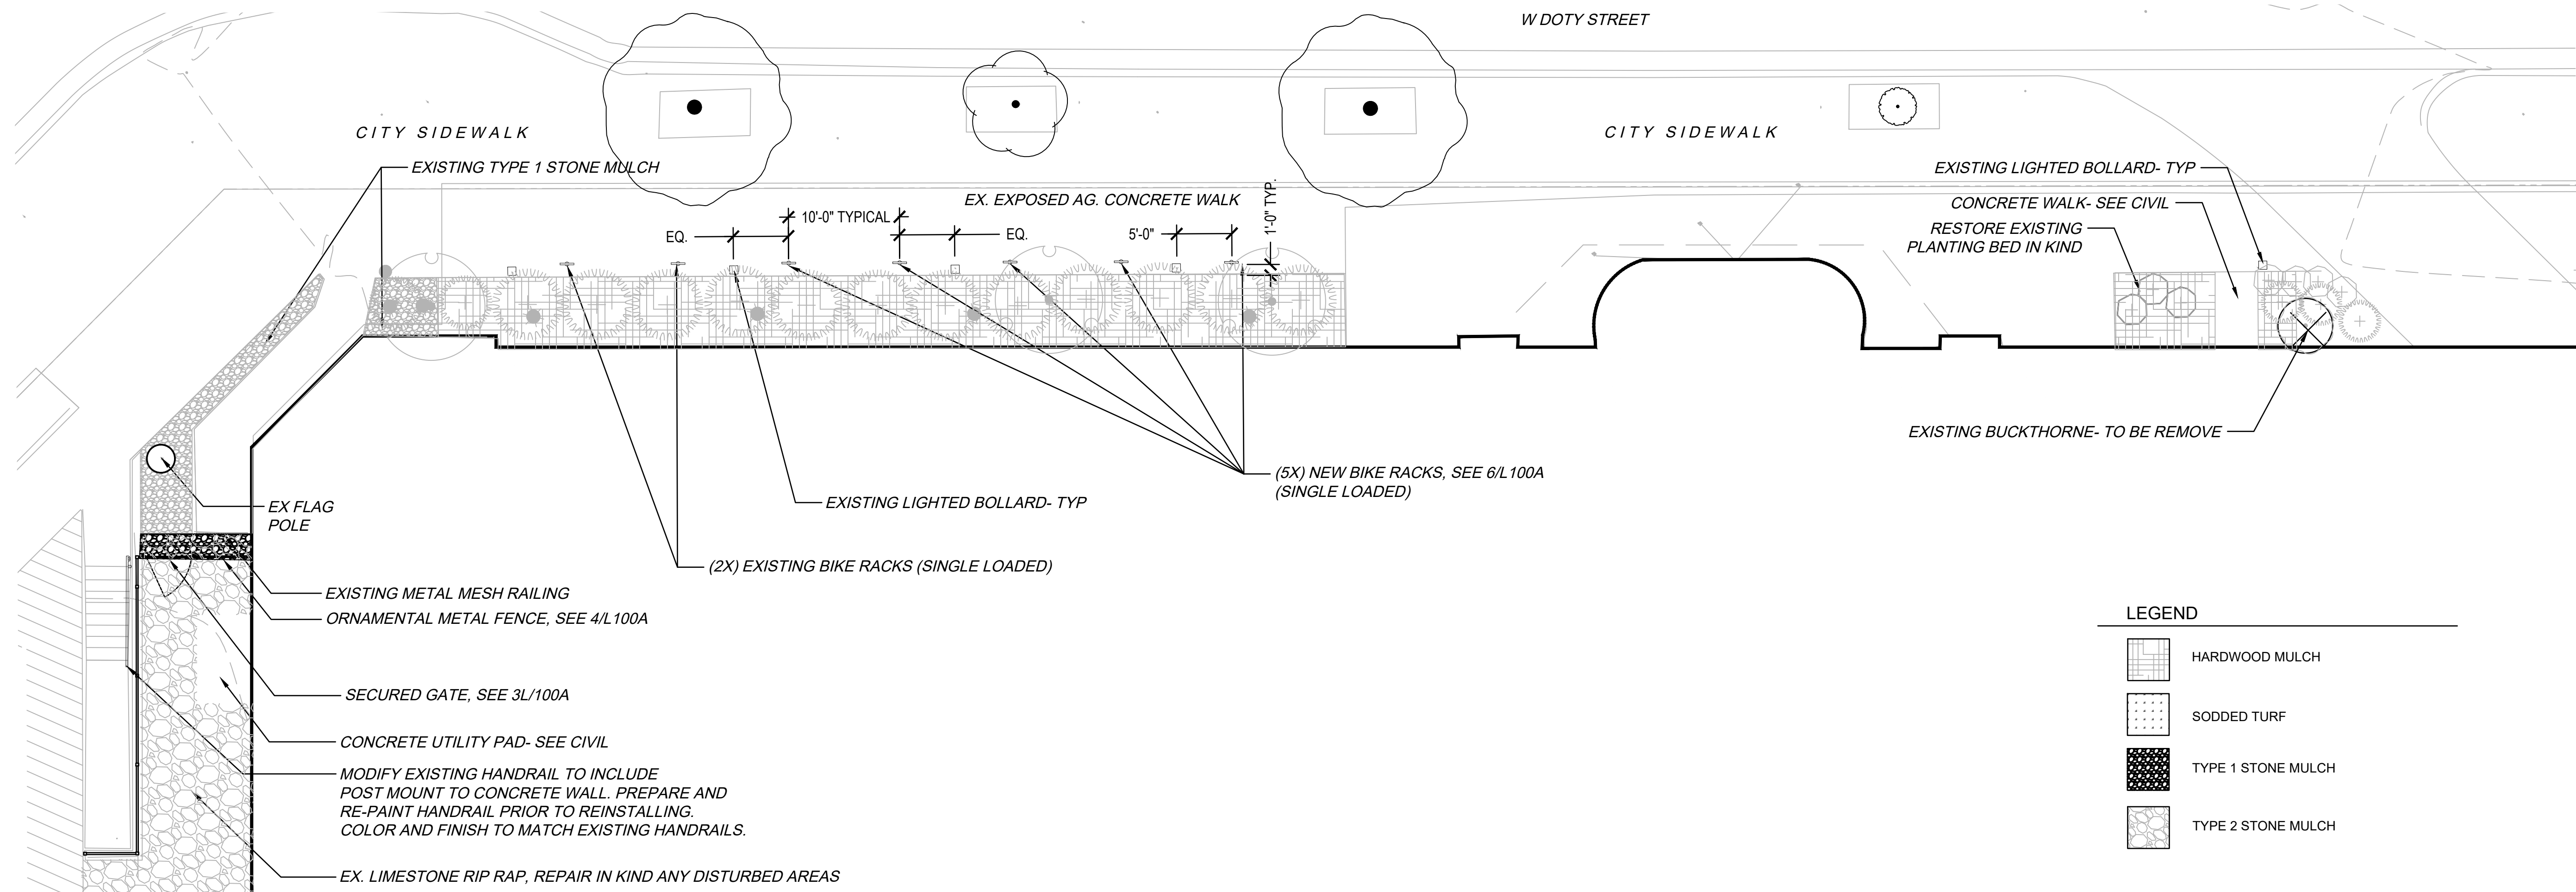 W DOTY STREET
CITY SIDEWALK
CITY SIDEWALK
EXISTING TYPE 1 STONE MULCH
EXISTING LIGHTED BOLLARD- TYP
EX. EXPOSED AG. CONCRETE WALK
1'-0" TYP.
CONCRETE WALK- SEE CIVIL
10'-0" TYPICAL
RESTORE EXISTING
PLANTING BED IN KIND
EQ.
EQ.
5'-0"
EXISTING BUCKTHORNE- TO BE REMOVE
(5X) NEW BIKE RACKS, SEE 6/L100A
(SINGLE LOADED)
EXISTING LIGHTED BOLLARD- TYP
EX FLAG
POLE
(2X) EXISTING BIKE RACKS (SINGLE LOADED)
EXISTING METAL MESH RAILING
ORNAMENTAL METAL FENCE, SEE 4/L100A
SECURED GATE, SEE 3L/100A
CONCRETE UTILITY PAD- SEE CIVIL
MODIFY EXISTING HANDRAIL TO INCLUDE
POST MOUNT TO CONCRETE WALL. PREPARE AND
RE-PAINT HANDRAIL PRIOR TO REINSTALLING.
COLOR AND FINISH TO MATCH EXISTING HANDRAILS.
EX. LIMESTONE RIP RAP, REPAIR IN KIND ANY DISTURBED AREAS
LEGEND
HARDWOOD MULCH
SODDED TURF
TYPE 1 STONE MULCH
TYPE 2 STONE MULCH